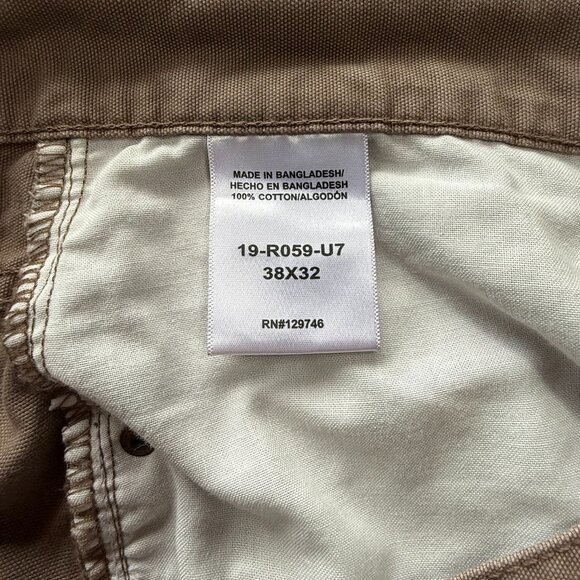 MADE IN BANGLADESH/
HECHO EN BANGLADESH
100% COTTON/ALGODÓN
19-R059-U7
38X32
RN#129746